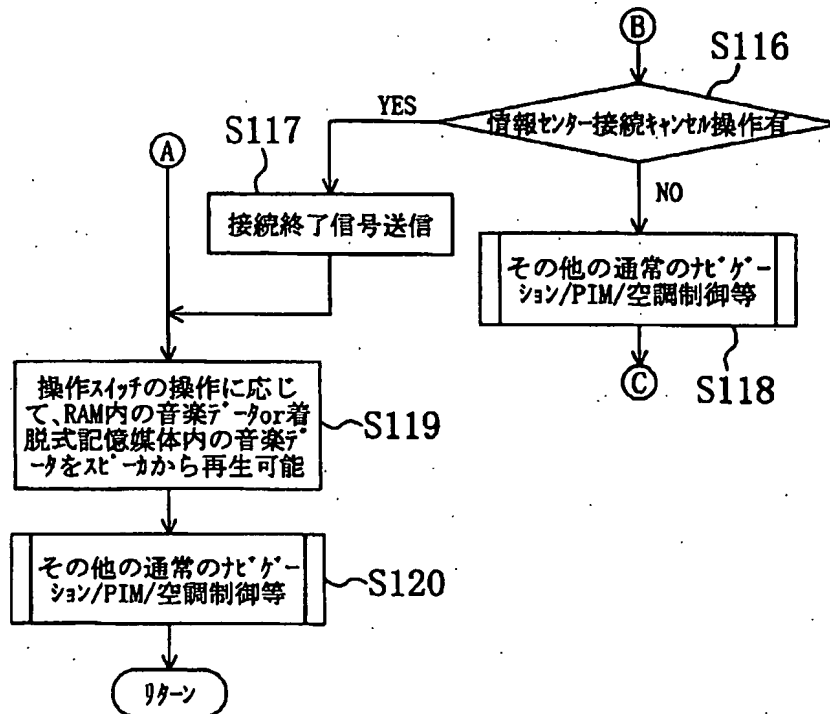 B
S116
YES
情報ｾﾝﾀｰ接続ｷｬﾝｾﾙ操作有
A
S117
NO
接続終了信号送信
その他の通常のﾅﾋﾞｹﾞｰ
ｼｮﾝ/PIM/空調制御等
C
S118
操作ｽｲｯﾁの操作に応じ
て、RAM内の音楽ﾃﾞｰﾀor着
脱式記憶媒体内の音楽ﾃﾞ
ｰﾀをｽﾋﾟｰｶから再生可能
S119
その他の通常のﾅﾋﾞｹﾞｰ
ｼｮﾝ/PIM/空調制御等
S120
ﾘﾀｰﾝ